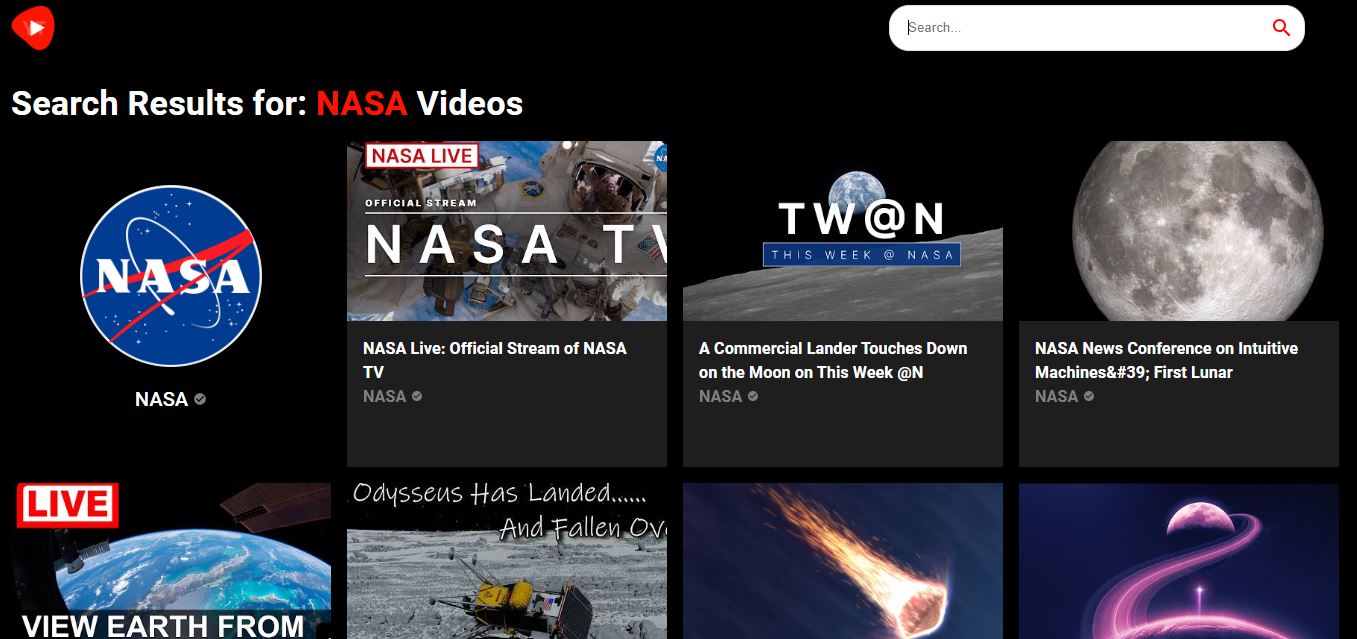 Search...
Search Results for: NASA Videos
NASA
NASA
NASA LIVE
OFFICIAL STREAM
NASA TV
NASA Live: Official Stream of NASA
TV
NASA
TW@N
THIS WEEK @ NASA
A Commercial Lander Touches Down
on the Moon on This Week @N
NASA
NASA News Conference on Intuitive
Machines&#39; First Lunar
NASA
LIVE
VIEW EARTH FROM
Odysseus Has Landed......
And Fallen Ov